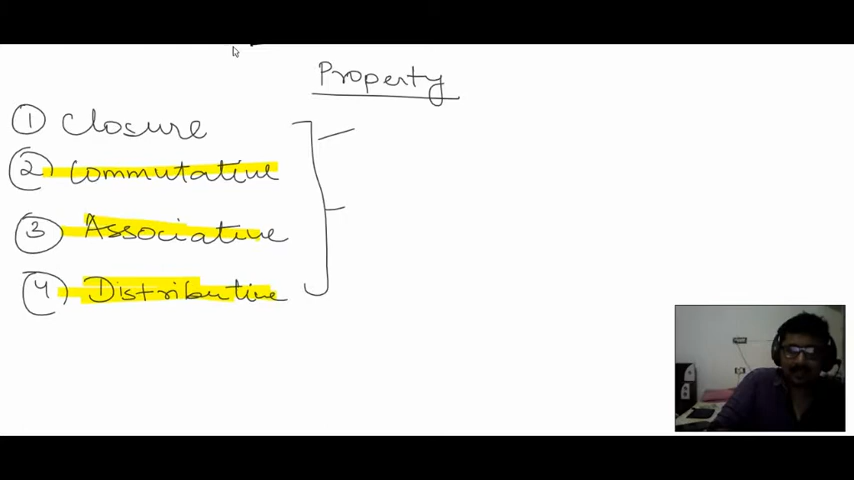 Property
① Closure
② Commutative
③ Associative
④ Distributive